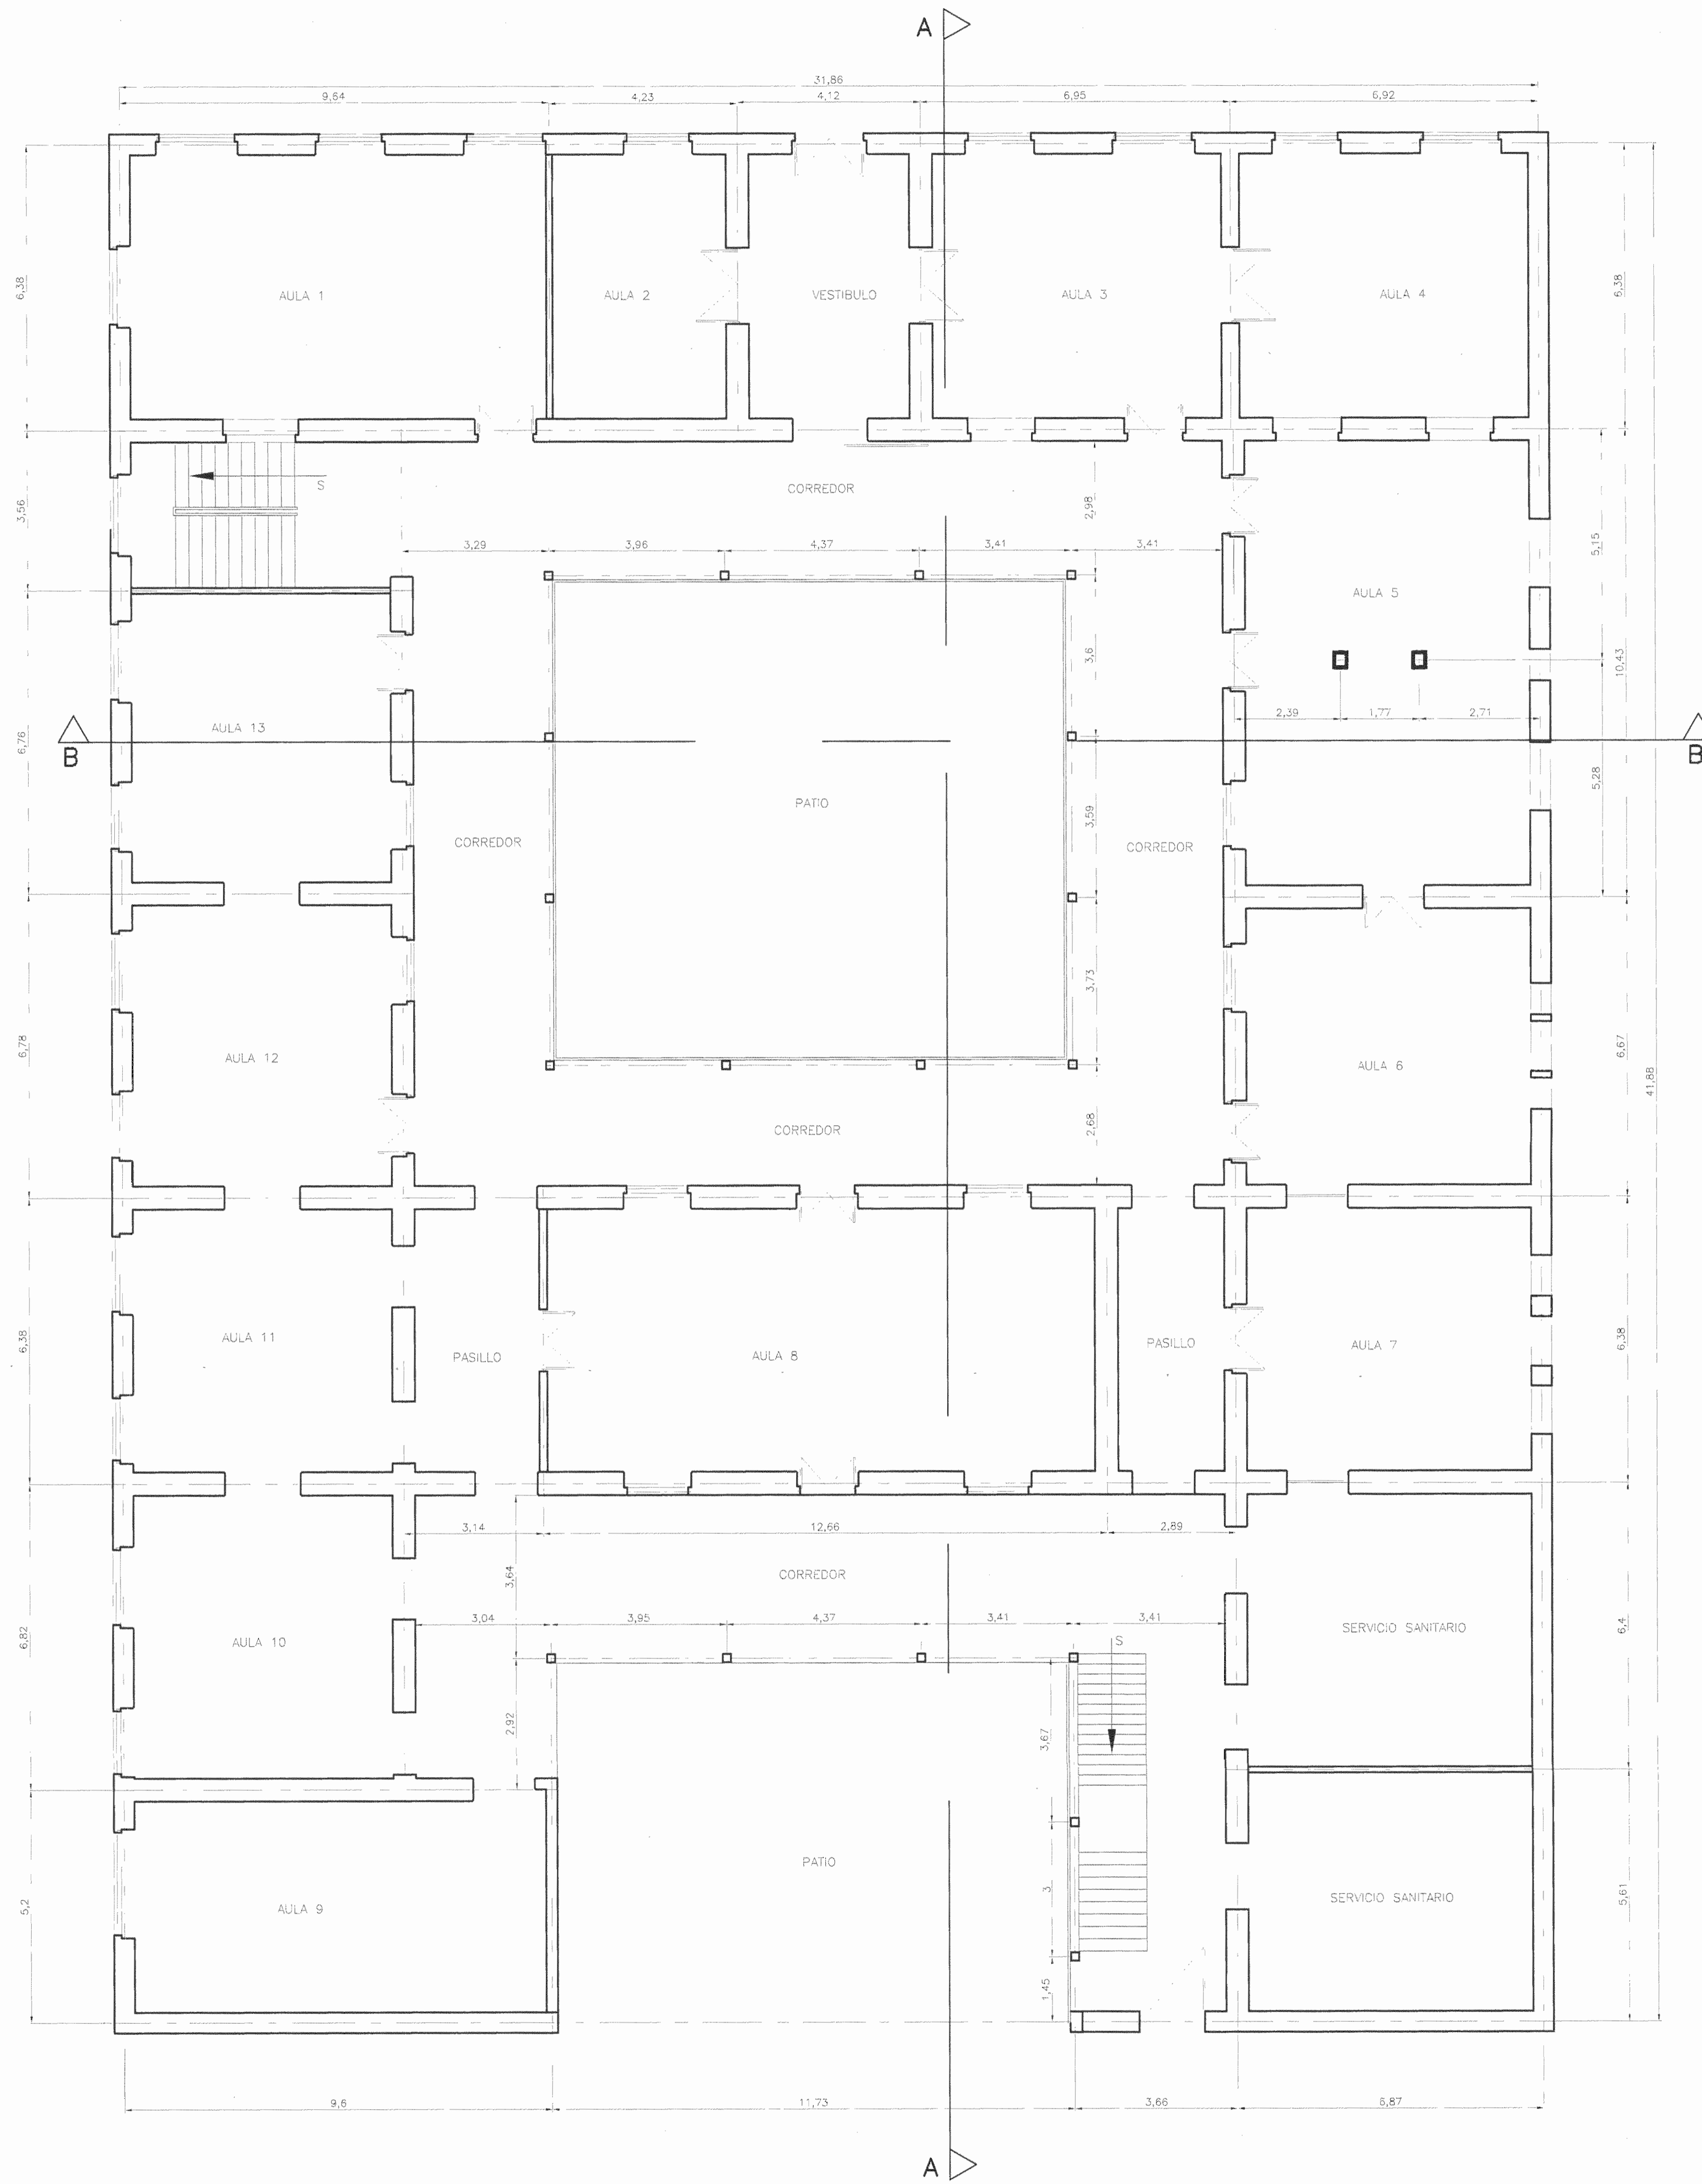 A
31,86
9,64
4,23
4,12
6,95
6,92
6,38
AULA 1
AULA 2
VESTIBULO
AULA 3
AULA 4
6,38
3,56
S
CORREDOR
2,98
5,15
3,29
3,96
4,37
3,41
3,41
AULA 5
3,6
10,43
6,76
AULA 13
2,39
1,77
2,71
B
B
5,28
PATIO
3,59
CORREDOR
CORREDOR
3,73
6,78
AULA 12
AULA 6
6,67
41,88
CORREDOR
2,68
6,38
AULA 11
PASILLO
AULA 8
PASILLO
AULA 7
6,38
3,14
12,66
2,89
3,64
CORREDOR
3,04
3,95
4,37
3,41
3,41
6,82
AULA 10
S
SERVICIO SANITARIO
6,4
2,92
3,67
PATIO
3
5,2
AULA 9
SERVICIO SANITARIO
5,61
1,45
9,6
11,73
3,66
6,87
A